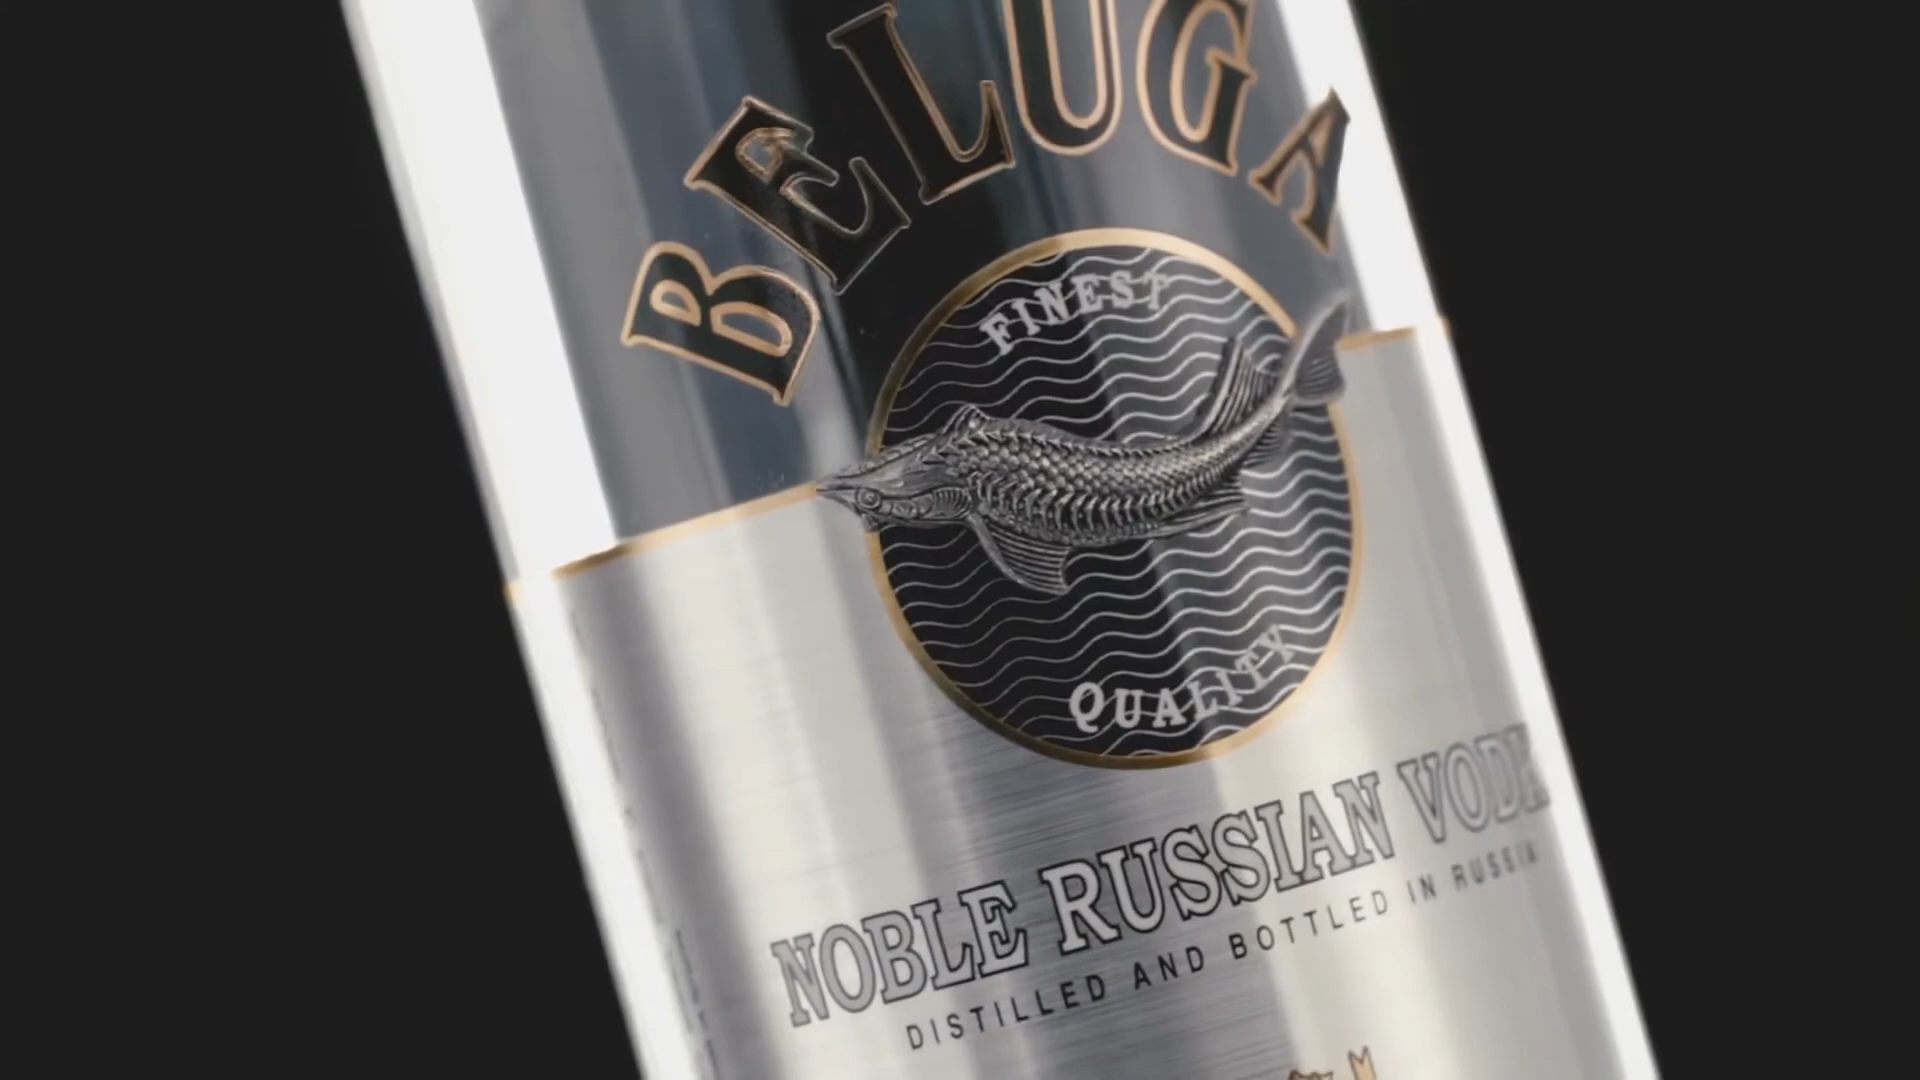 BELUGA
FINEST
QUALITY
NOBLE RUSSIAN VODK
DISTILLED AND BOTTLED IN RUSSIA